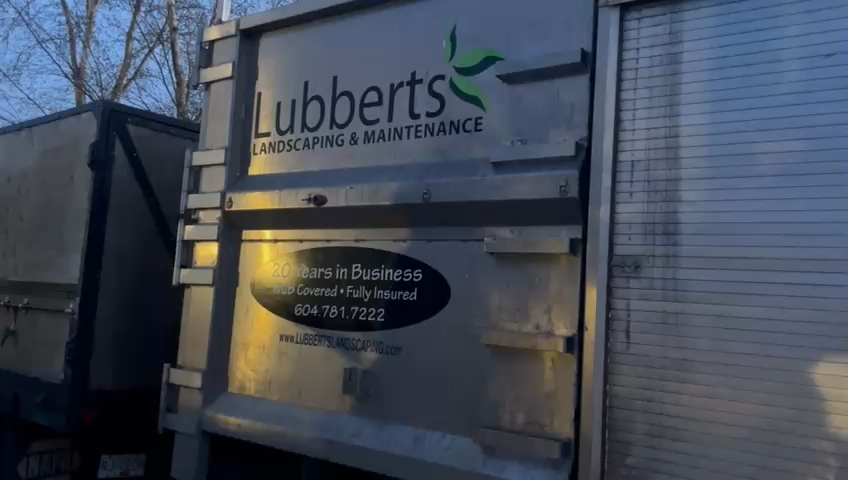 Lubberts
LANDSCAPING & MAINTENANCE
20 Years in Business
WCB Covered • Fully Insured
604.781.7222
www.LUBBERTSLANDSCAPING.com